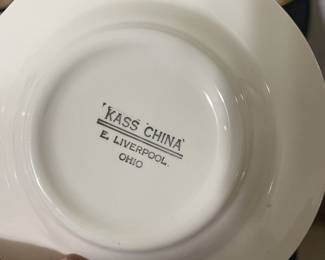 "KASS CHINA"
E. LIVERPOOL.
OHIO